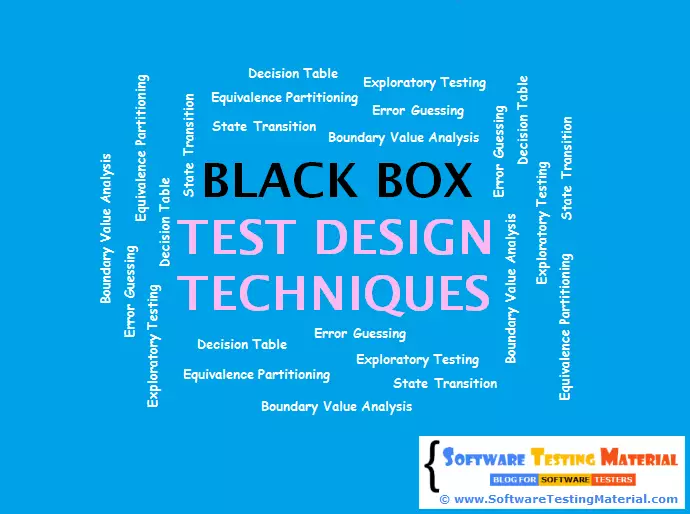 Decision Table
Exploratory Testing
Equivalence Partitioning
Error Guessing
State Transition
Boundary Value Analysis
Boundary Value Analysis
Equivalence Partitioning
State Transition
Decision Table
Error Guessing
Exploratory Testing
BLACK BOX
TEST DESIGN
TECHNIQUES
Error Guessing
Decision Table
State Transition
Exploratory Testing
Boundary Value Analysis
Equivalence Partitioning
Error Guessing
Decision Table
Exploratory Testing
Equivalence Partitioning
State Transition
Boundary Value Analysis
{ SOFTWARE TESTING MATERIAL
BLOG FOR SOFTWARE TESTERS
© www.SoftwareTestingMaterial.com